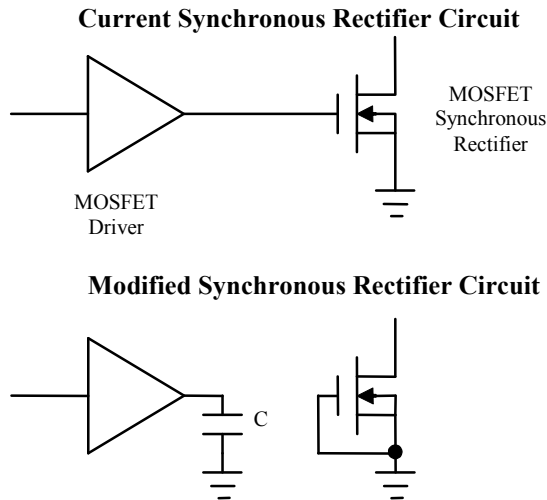 Current Synchronous Rectifier Circuit
MOSFET
Synchronous
Rectifier
MOSFET
Driver
Modified Synchronous Rectifier Circuit
C